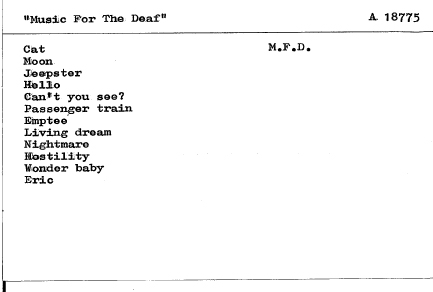 "Music For The Deaf" A 18775
Cat M.F.D.
Moon
Jeepster
Hello
Can't you see?
Passenger train
Emptee
Living dream
Nightmare
Hostility
Wonder baby
Eric